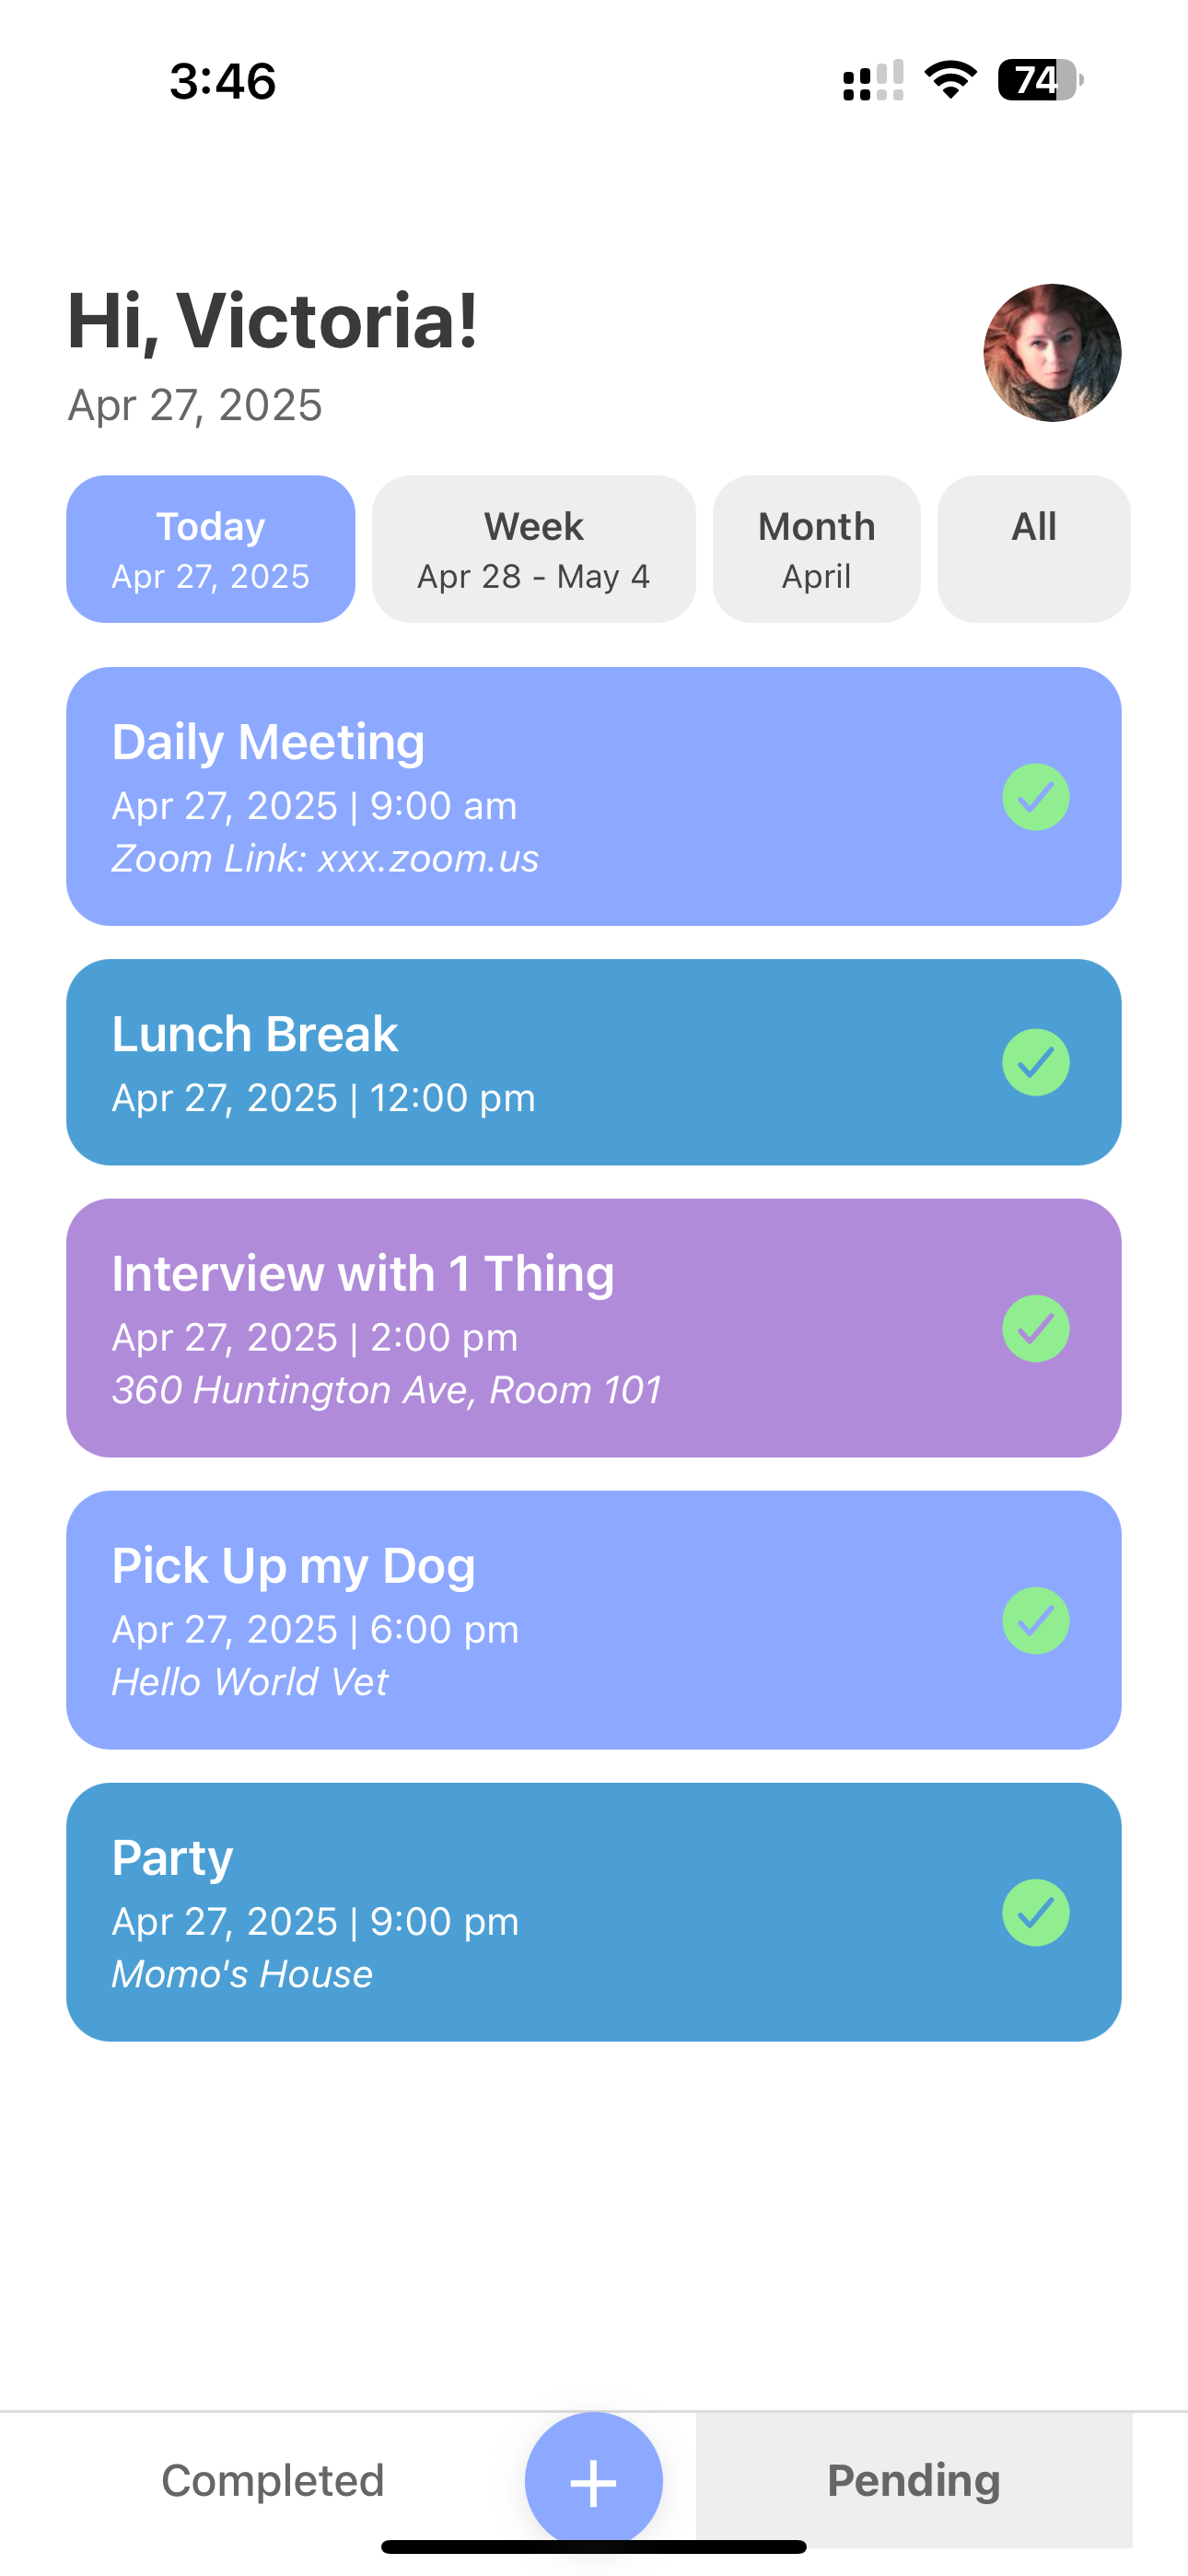 3:46
74
Hi, Victoria!
Apr 27, 2025
Today
Apr 27, 2025
Week
Apr 28 - May 4
Month
April
All
Daily Meeting
Apr 27, 2025 | 9:00 am
Zoom Link: xxx.zoom.us
Lunch Break
Apr 27, 2025 | 12:00 pm
Interview with 1 Thing
Apr 27, 2025 | 2:00 pm
360 Huntington Ave, Room 101
Pick Up my Dog
Apr 27, 2025 | 6:00 pm
Hello World Vet
Party
Apr 27, 2025 | 9:00 pm
Momo's House
Completed
+
Pending